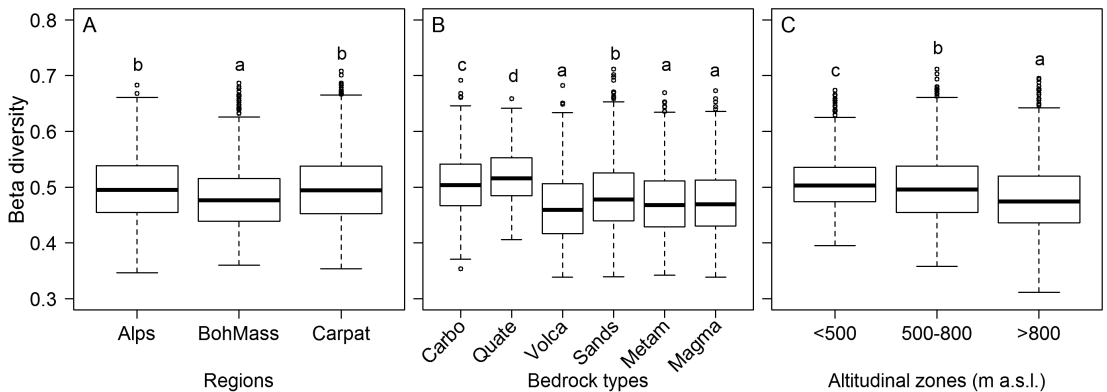 A
B
C
0.8
0.7
0.6
0.5
0.4
0.3
Beta diversity
b
a
b
c
d
a
b
a
a
c
b
a
Alps
BohMass
Carpat
Carbo
Quate
Volca
Sands
Metam
Magma
<500
500-800
>800
Regions
Bedrock types
Altitudinal zones (m a.s.l.)